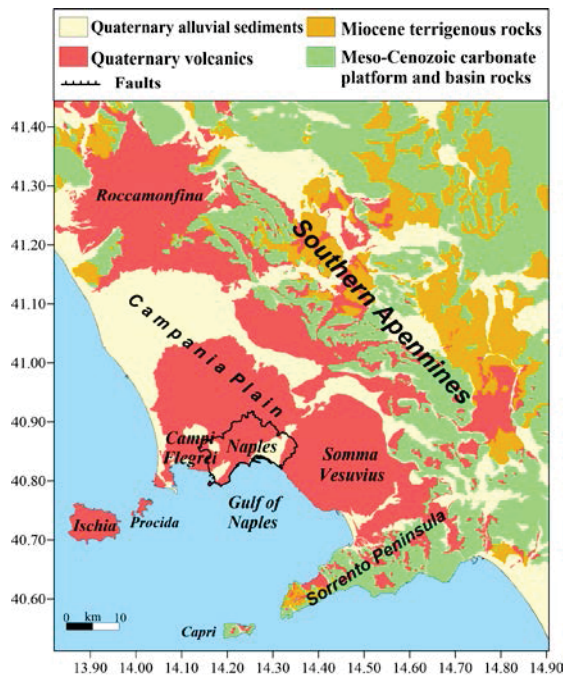 Quaternary alluvial sediments
Quaternary volcanics
Faults
Miocene terrigenous rocks
Meso-Cenozoic carbonate
platform and basin rocks
41.40
41.30
41.20
41.10
41.00
40.90
40.80
40.70
40.60
Roccamonfina
Southern Apennines
Campania Plain
Campi
Flegrei
Naples
Somma
Vesuvius
Gulf of
Naples
Ischia
Procida
Sorrento Peninsula
Capri
0 km 10
13.90 14.00 14.10 14.20 14.30 14.40 14.50 14.60 14.70 14.80 14.90